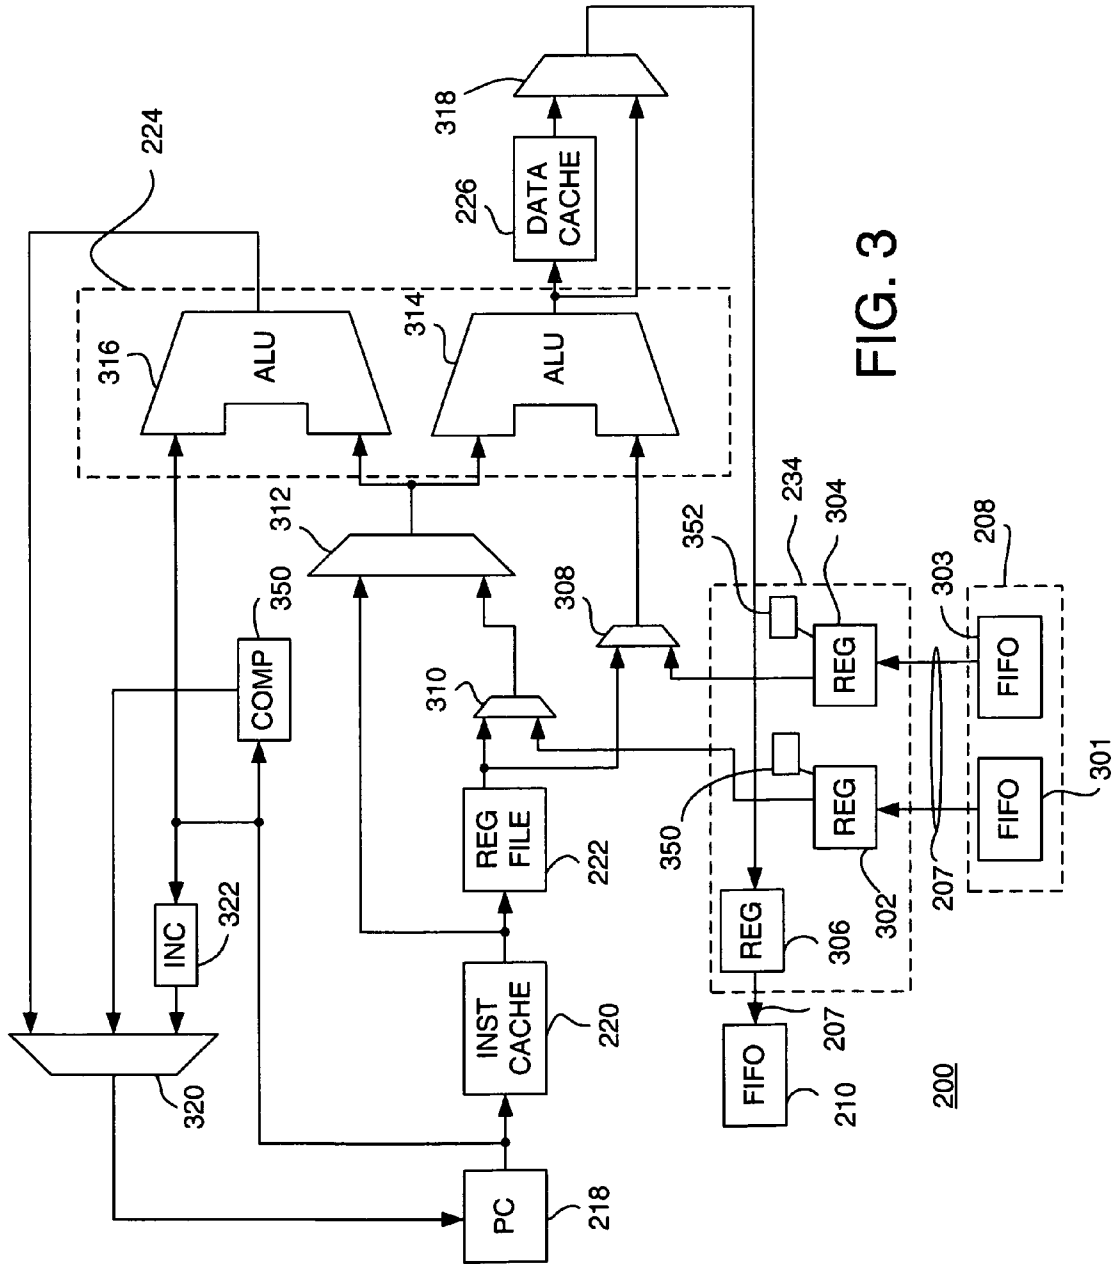 224
316
ALU
314
ALU
318
226
DATA
CACHE
312
350
COMP
308
310
REG
FILE
222
INC
322
320
INST
CACHE
220
PC
218
352
234
304
REG
350
REG
302
REG
306
207
FIFO
210
207
208
303
FIFO
FIFO
301
200
FIG. 3